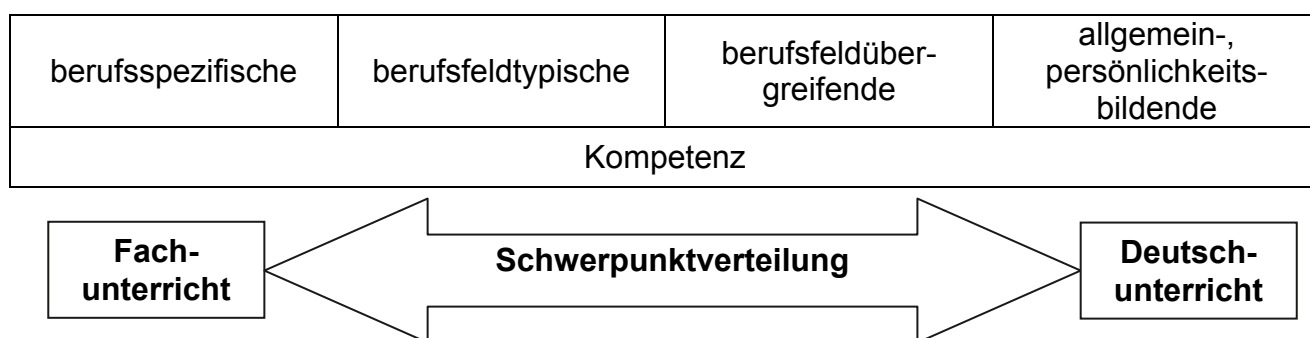 berufsspezifische
berufsfeldtypische
berufsfeldüber-
greifende
allgemein-,
persönlichkeits-
bildende
Kompetenz
Fach-
unterricht
Schwerpunktverteilung
Deutsch-
unterricht